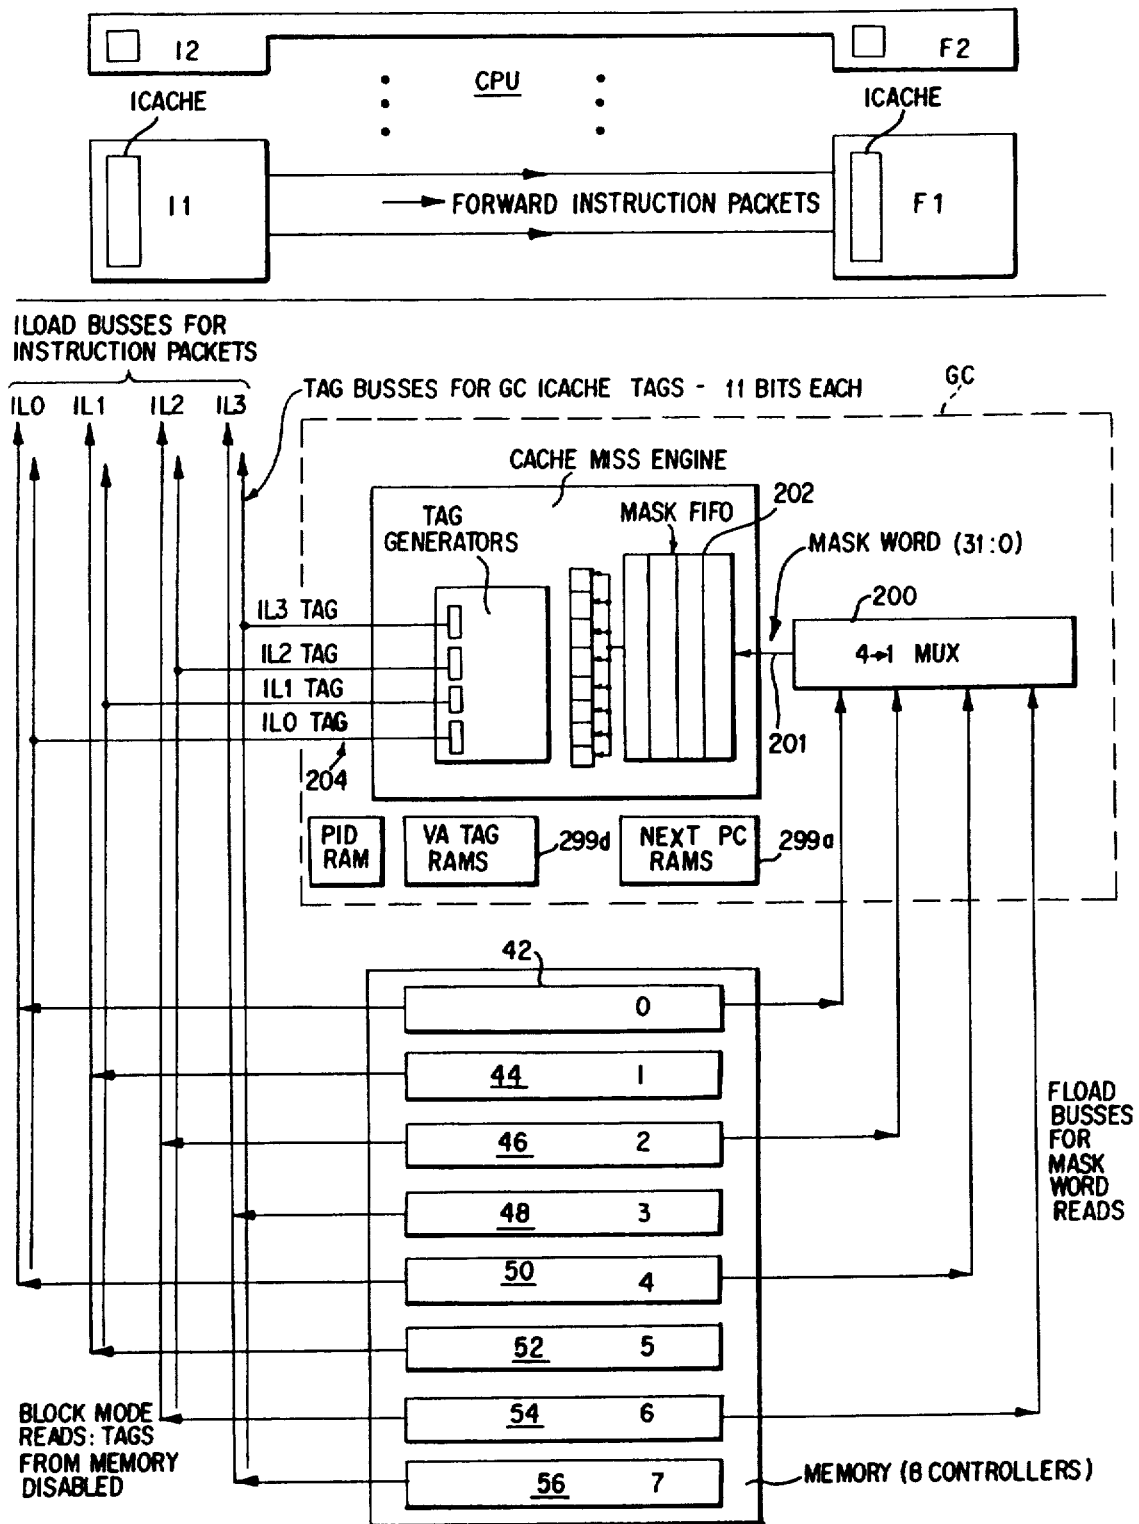 I2
F2
CPU
ICACHE
ICACHE
I1
FORWARD INSTRUCTION PACKETS
F1
ILOAD BUSSES FOR
INSTRUCTION PACKETS
IL0 IL1 IL2 IL3
TAG BUSSES FOR GC ICACHE TAGS - 11 BITS EACH
GC
CACHE MISS ENGINE
202
TAG
GENERATORS
MASK FIFO
MASK WORD (31:0)
200
4→1 MUX
201
IL3 TAG
IL2 TAG
IL1 TAG
IL0 TAG
204
PID
RAM
VA TAG
RAMS
299d
NEXT PC
RAMS
299a
42
0
44 1
46 2
48 3
50 4
52 5
54 6
56 7
FLOAD
BUSSES
FOR
MASK
WORD
READS
BLOCK MODE
READS: TAGS
FROM MEMORY
DISABLED
MEMORY (8 CONTROLLERS)